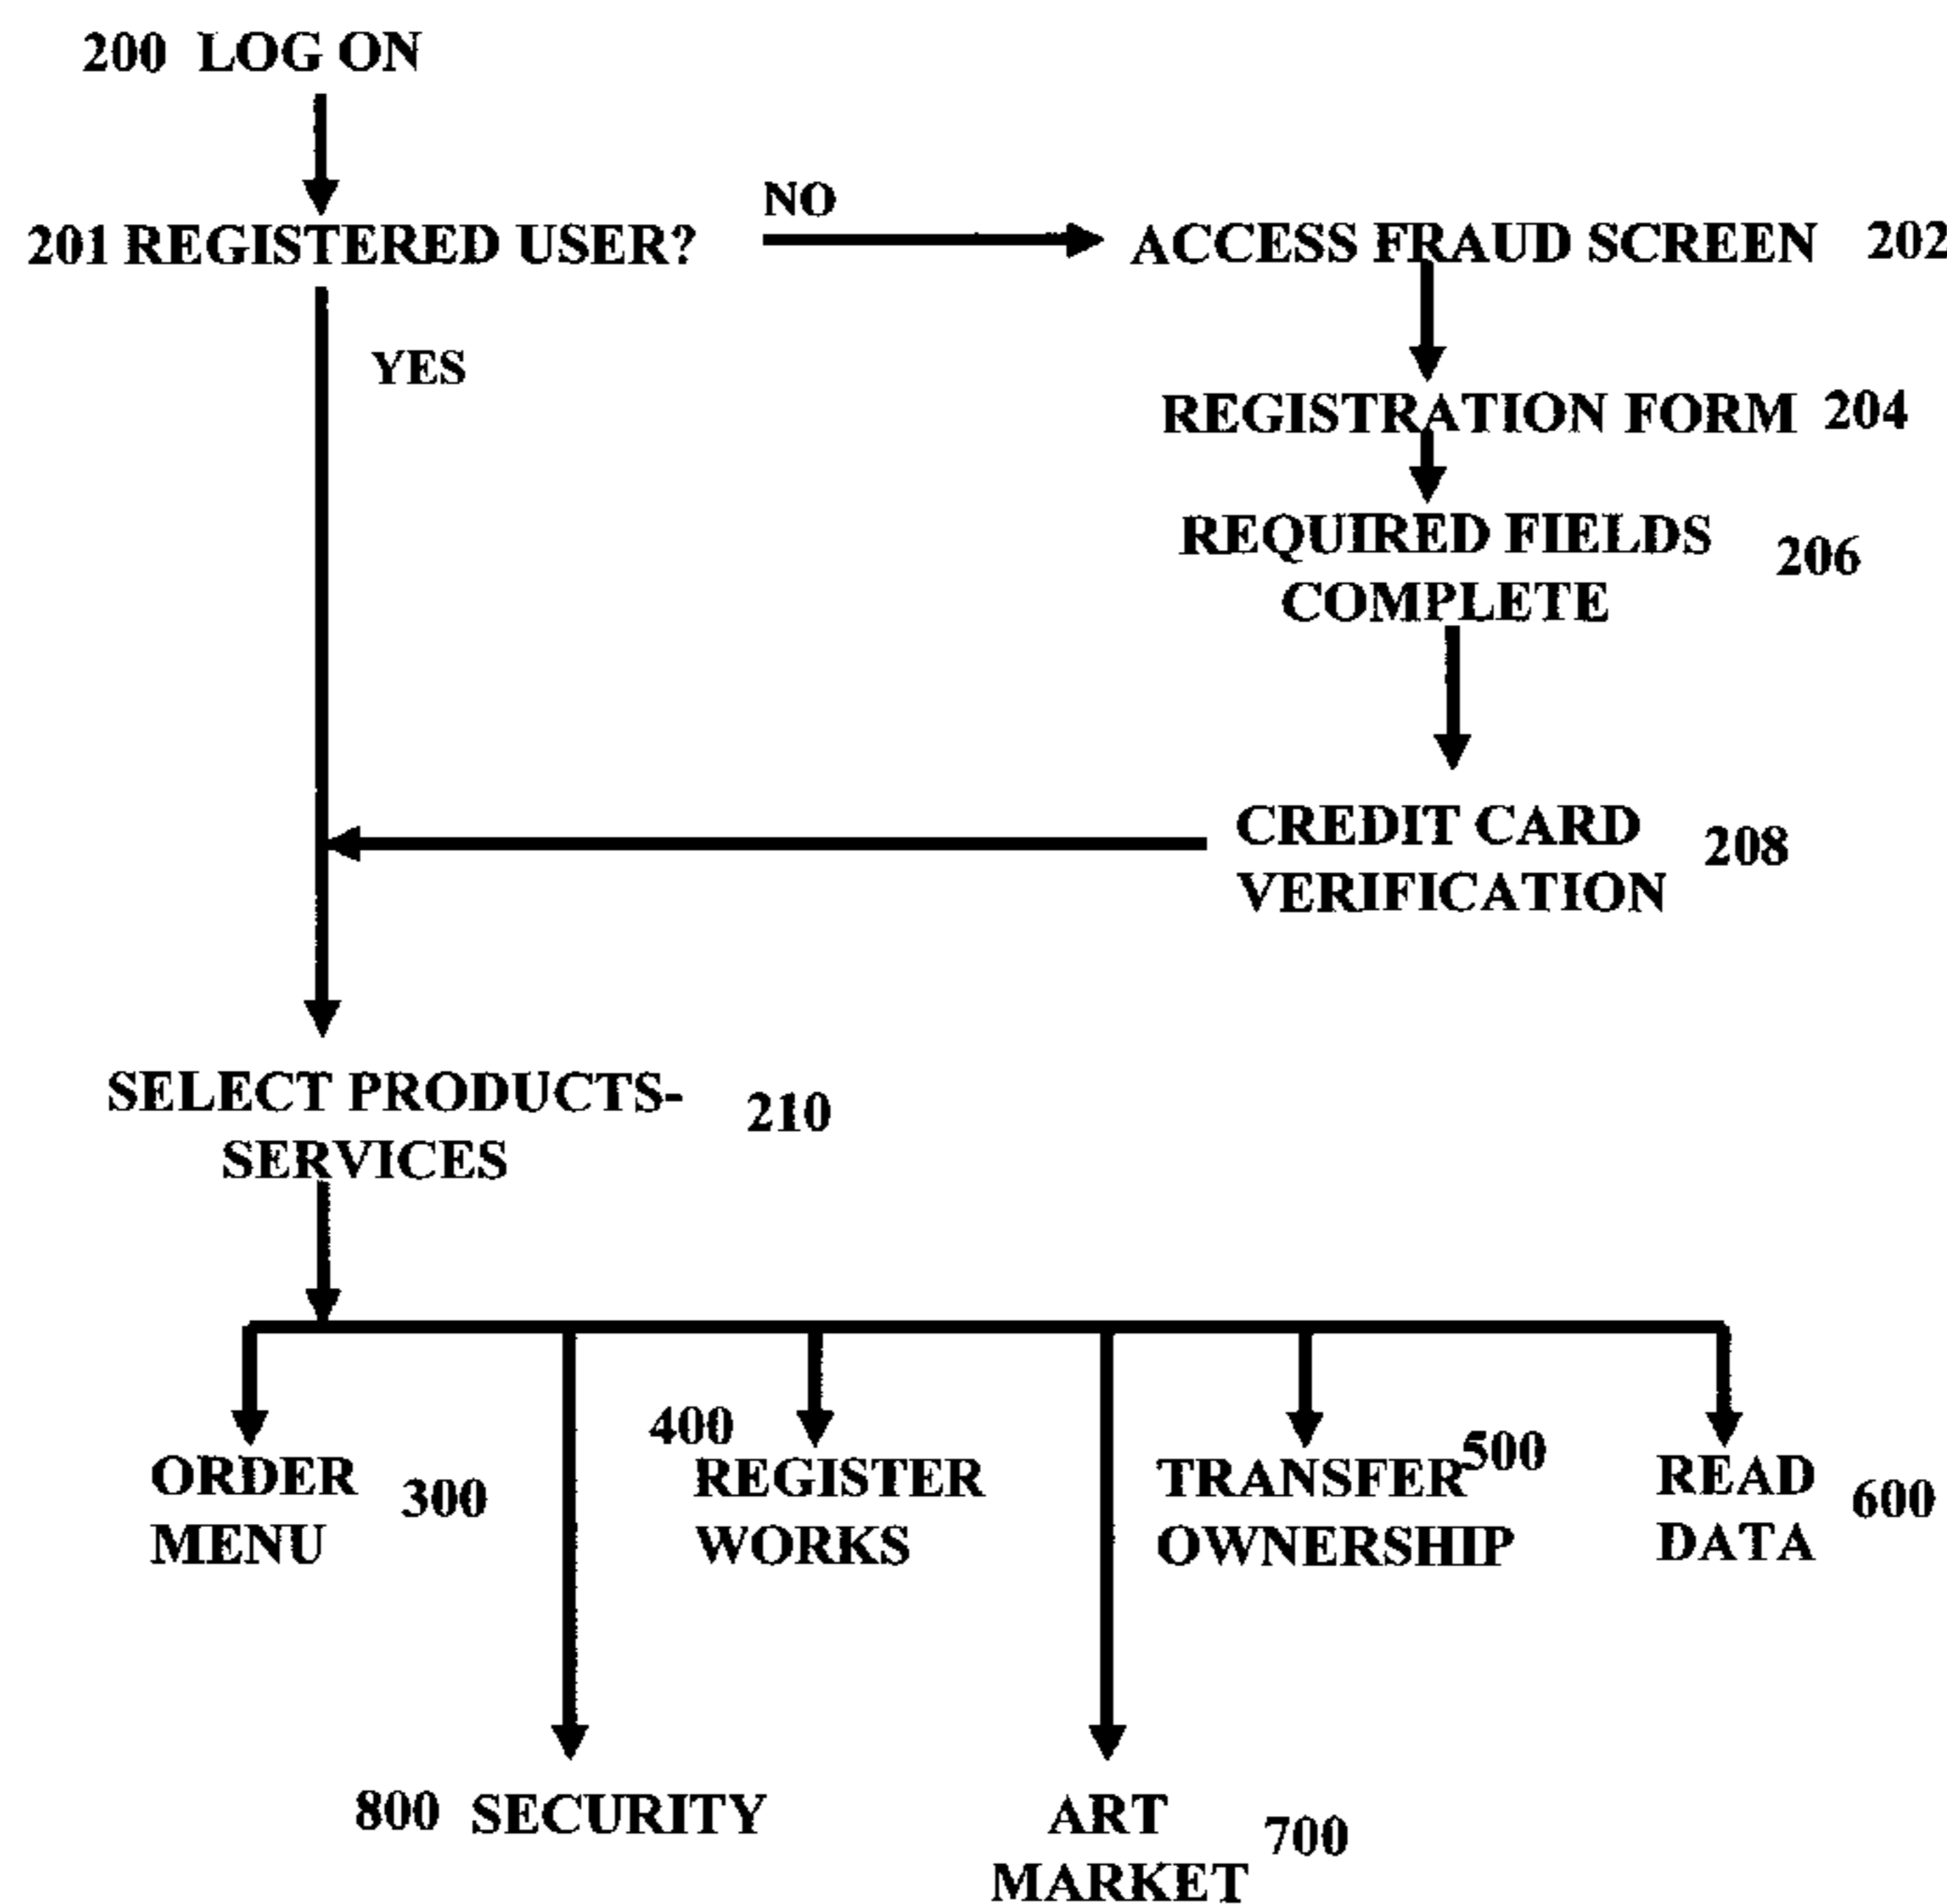 200 LOG ON
NO
201 REGISTERED USER?
ACCESS FRAUD SCREEN 202
YES
REGISTRATION FORM 204
REQUIRED FIELDS
COMPLETE
206
CREDIT CARD
VERIFICATION
208
SELECT PRODUCTS-
SERVICES
210
ORDER
MENU
300
400
REGISTER
WORKS
TRANSFER
OWNERSHIP
500
READ
DATA
600
800 SECURITY
ART
MARKET
700